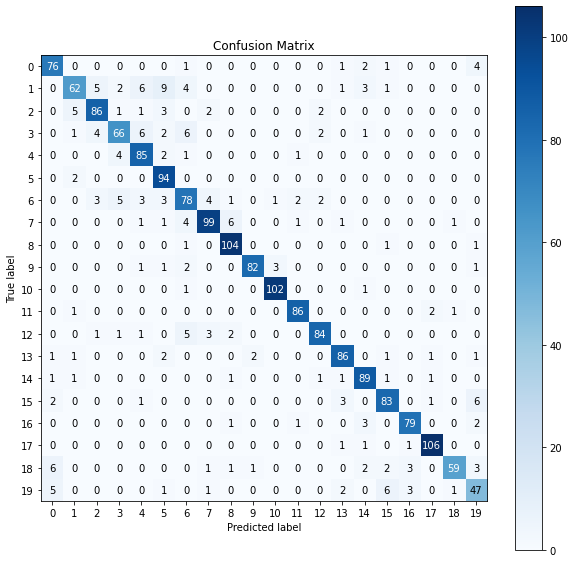 Confusion Matrix
0 76 0 0 0 0 0 1 0 0 0 0 0 0 1 2 1 0 0 0 4
1 0 62 5 2 6 9 4 0 0 0 0 0 0 1 3 1 0 0 0 0
2 0 5 86 1 1 3 0 2 0 0 0 0 2 0 0 0 0 0 0 0
3 0 1 4 66 6 2 6 0 0 0 0 0 2 0 1 0 0 0 0 0
4 0 0 0 4 85 2 1 0 0 0 0 1 0 0 0 0 0 0 0 0
5 0 2 0 0 0 94 0 0 0 0 0 0 0 0 0 0 0 0 0 0
6 0 0 3 5 3 3 78 4 1 0 1 2 2 0 0 0 0 0 0 0
7 0 0 0 0 1 1 4 99 6 0 0 1 0 1 0 0 0 0 1 0
8 0 0 0 0 0 0 1 0 104 0 0 0 0 0 0 1 0 0 0 1
9 0 0 0 0 1 1 2 0 0 82 3 0 0 0 0 0 0 0 0 1
10 0 0 0 0 0 0 1 0 0 0 102 0 0 0 1 0 0 0 0 0
11 0 1 0 0 0 0 0 0 0 0 0 86 0 0 0 0 0 2 1 0
12 0 0 1 1 1 0 5 3 2 0 0 0 84 0 0 0 0 0 0 0
13 1 1 0 0 0 2 0 0 0 2 0 0 0 86 0 1 0 1 0 1
14 1 1 0 0 0 0 0 0 1 0 0 0 1 1 89 1 0 1 0 0
15 2 0 0 0 1 0 0 0 0 0 0 0 0 3 0 83 0 1 0 6
16 0 0 0 0 0 0 0 0 1 0 0 1 0 0 3 0 79 0 0 2
17 0 0 0 0 0 0 0 0 0 0 0 0 0 1 1 0 1 106 0 0
18 6 0 0 0 0 0 0 1 1 1 0 0 0 0 2 2 3 0 59 3
19 5 0 0 0 0 1 0 1 0 0 0 0 0 2 0 6 3 0 1 47
0 1 2 3 4 5 6 7 8 9 10 11 12 13 14 15 16 17 18 19
Predicted label
True label
100
80
60
40
20
0